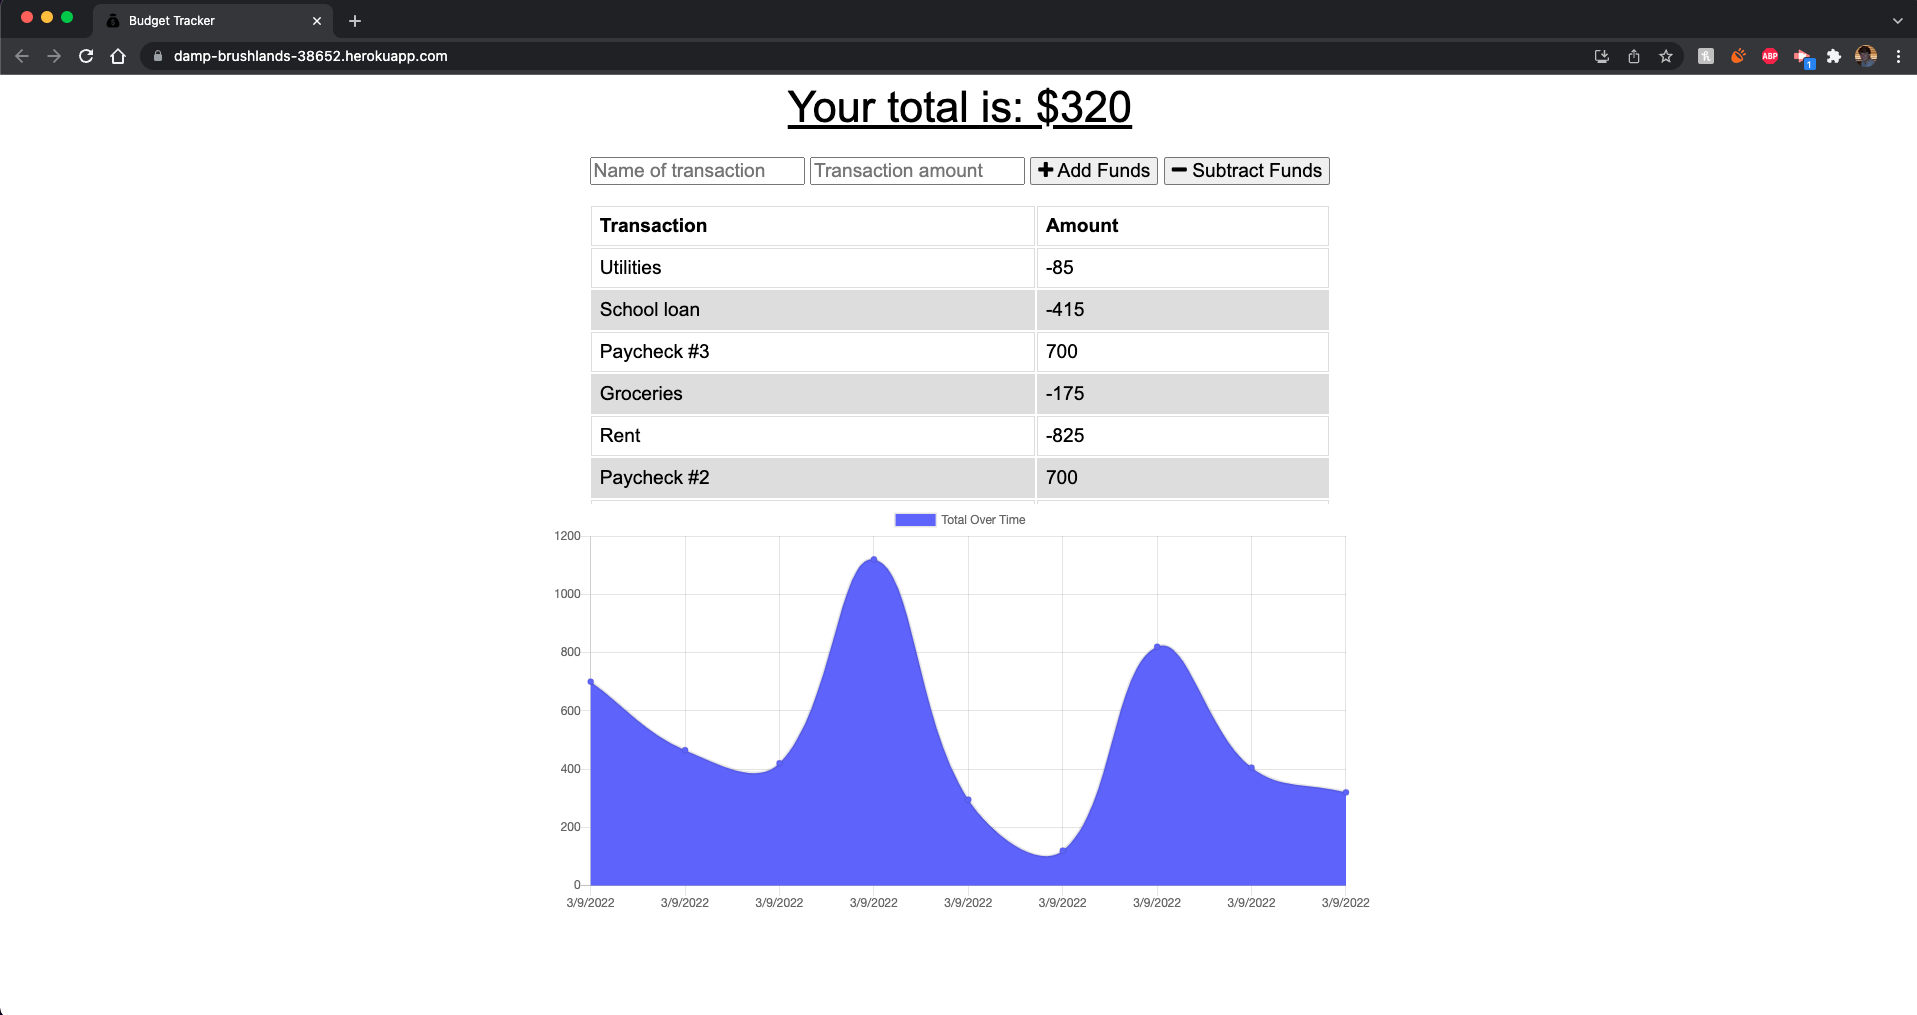 Budget Tracker
damp-brushlands-38652.herokuapp.com
ABP
1
Your total is: $320
Name of transaction Transaction amount Add Funds Subtract Funds
Transaction Amount
Utilities -85
School loan -415
Paycheck #3 700
Groceries -175
Rent -825
Paycheck #2 700
Total Over Time
1200
1000
800
600
400
200
0
3/9/2022 3/9/2022 3/9/2022 3/9/2022 3/9/2022 3/9/2022 3/9/2022 3/9/2022 3/9/2022